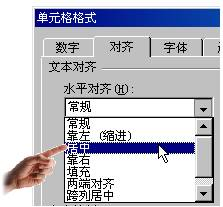 单元格格式
数字 对齐 字体
文本对齐
水平对齐(H):
常规
常规
靠左（缩进）
居中
靠右
填充
两端对齐
跨列居中